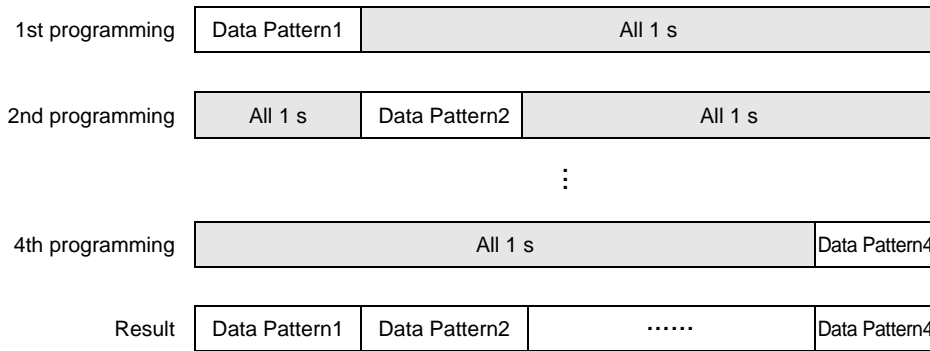 1st programming Data Pattern1 All 1 s
2nd programming All 1 s Data Pattern2 All 1 s
⋮
4th programming All 1 s Data Pattern4
Result Data Pattern1 Data Pattern2 ...... Data Pattern4